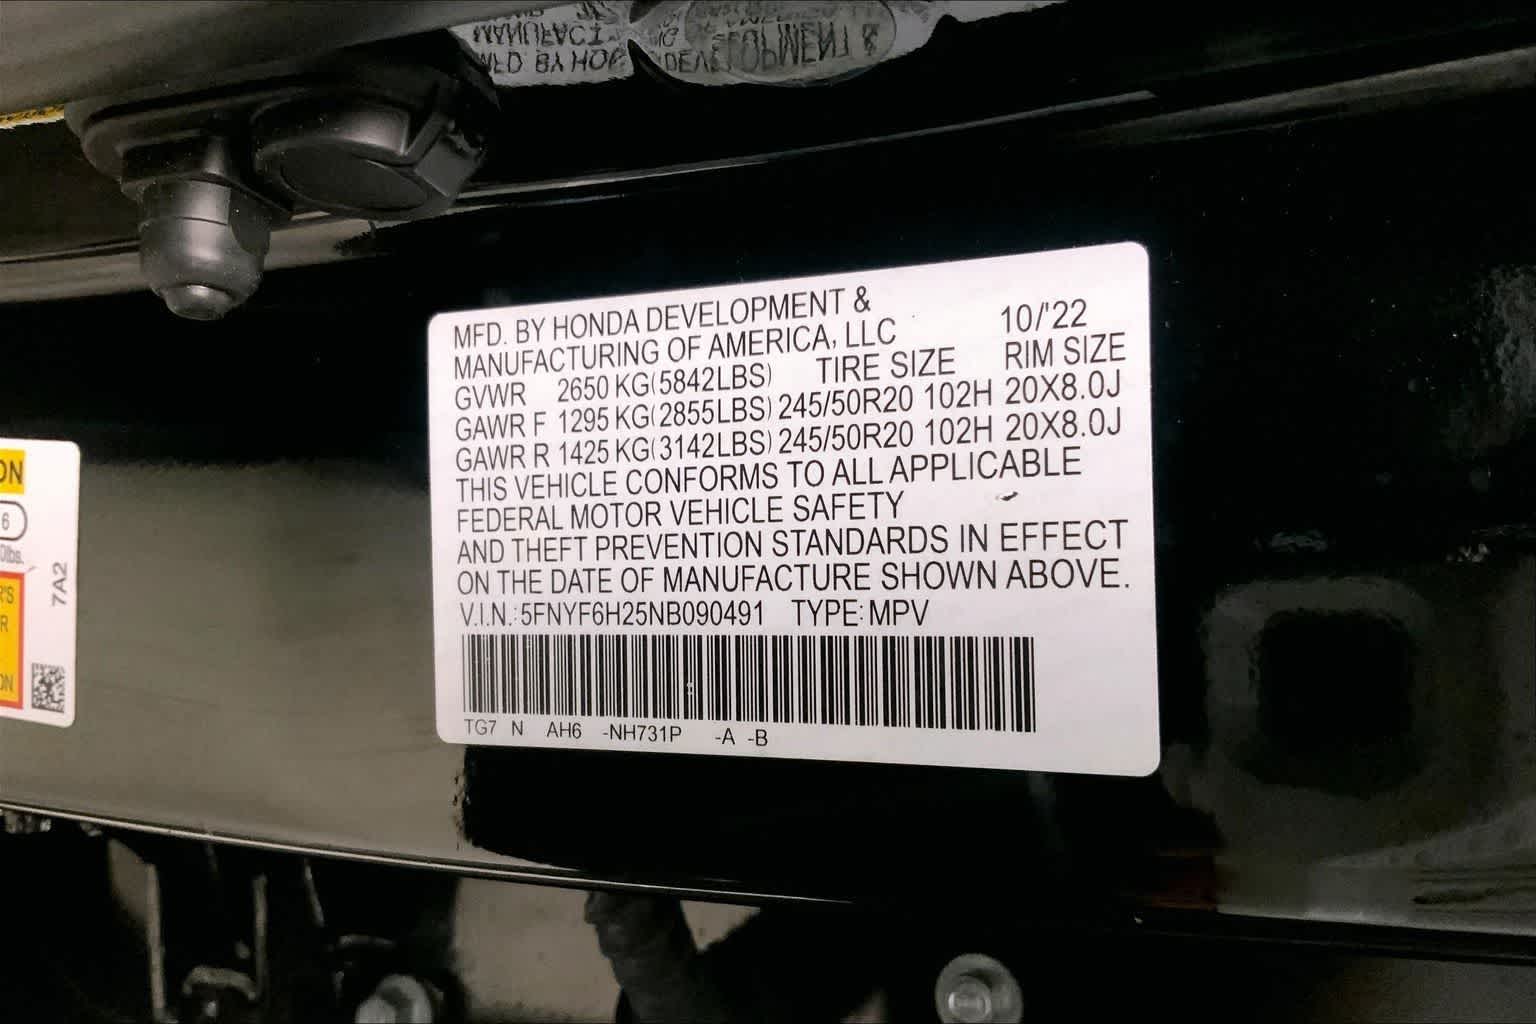 MFD. BY HONDA DEVELOPMENT &
MANUFACTURING OF AMERICA, LLC 10/'22
GVWR 2650 KG(5842LBS) TIRE SIZE RIM SIZE
GAWR F 1295 KG(2855LBS) 245/50R20 102H 20X8.0J
GAWR R 1425 KG(3142LBS) 245/50R20 102H 20X8.0J
THIS VEHICLE CONFORMS TO ALL APPLICABLE
FEDERAL MOTOR VEHICLE SAFETY
AND THEFT PREVENTION STANDARDS IN EFFECT
ON THE DATE OF MANUFACTURE SHOWN ABOVE.
V.I.N.: 5FNYF6H25NB090491 TYPE: MPV
TG7 N AH6 -NH731P -A -B
6
lbs.
7A2